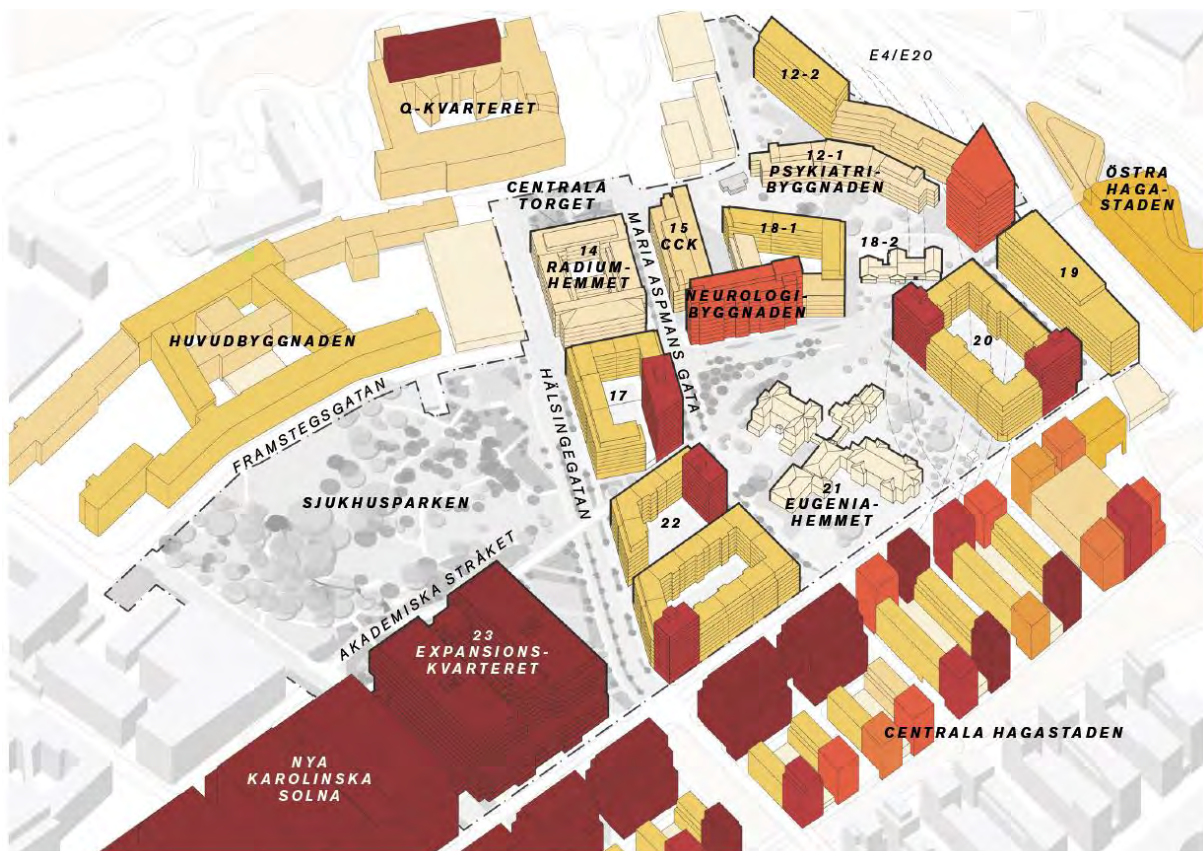 E4/E20
12-2
Q-KVARTERET
12-1
PSYKIATRI-
BYGGNADEN
ÖSTRA
HAGA-
STADEN
CENTRALA
TORGET
15
CCK
18-1
18-2
14
RADIUM-
HEMMET
MARIA ASPMANS GATA
19
NEUROLOGI-
BYGGNADEN
HUVUDBYGGNADEN
20
17
FRAMSTEGSGATAN
HÄLSINGEGATAN
SJUKHUSPARKEN
21
EUGENIA-
HEMMET
22
AKADEMISKA STRÅKET
23
EXPANSIONS-
KVARTERET
CENTRALA HAGASTADEN
NYA
KAROLINSKA
SOLNA